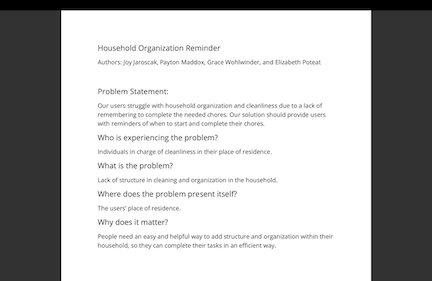 Household Organization Reminder
Authors: Joy Jaroscak, Payton Maddox, Grace Wohlwinder, and Elizabeth Poteat
Problem Statement:
Our users struggle with household organization and cleanliness due to a lack of
remembering to complete the needed chores. Our solution should provide users
with reminders of when to start and complete their chores.
Who is experiencing the problem?
Individuals in charge of cleanliness in their place of residence.
What is the problem?
Lack of structure in cleaning and organization in the household.
Where does the problem present itself?
The users' place of residence.
Why does it matter?
People need an easy and helpful way to add structure and organization within their
household, so they can complete their tasks in an efficient way.